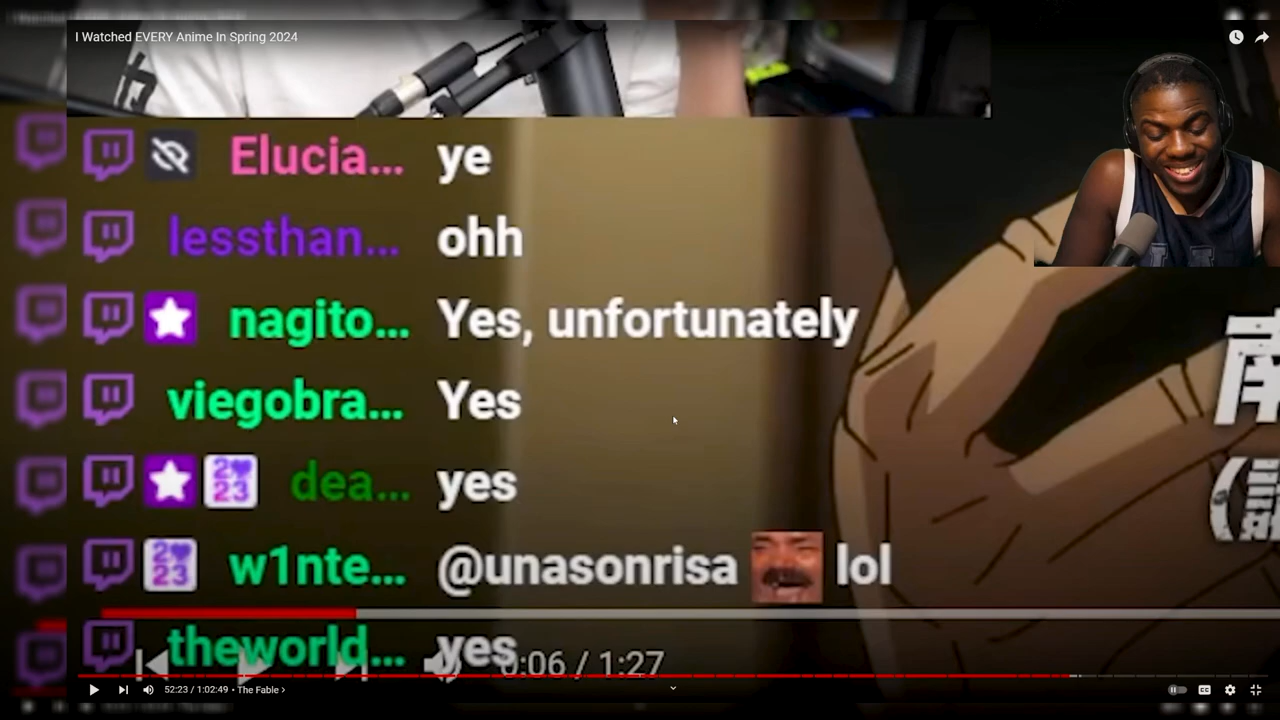 I Watched EVERY Anime In Spring 2024
Elucia... ye
lessthan... ohh
nagito... Yes, unfortunately
viegobra... Yes
dea... yes
w1nte... @unasonrisa lol
theworld... yes
0:06 / 1:27
52:23 / 1:02:49 • The Fable ›